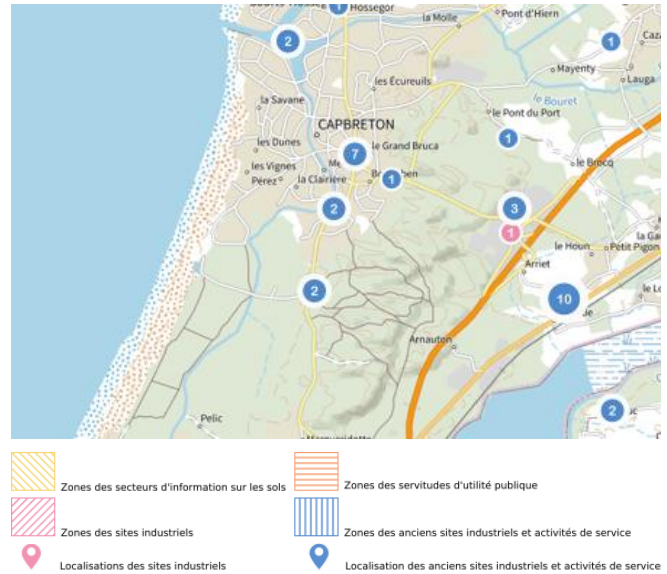 Hossegor
1
2
la Molle
Pont d'Hiern
1
Mayenty
Lauga
les Écureuils
le Bouret
la Savane
le Pont du Port
CAPBRETON
1
les Dunes
7
le Grand Bruca
le Brocq
les Vignes
Pérez
la Clairière
1
2
3
1
le Houn
Petit Pigon
Arriet
2
10
Arnauton
2
Pelic
Zones des secteurs d'information sur les sols
Zones des servitudes d'utilité publique
Zones des sites industriels
Zones des anciens sites industriels et activités de service
Localisations des sites industriels
Localisation des anciens sites industriels et activités de service